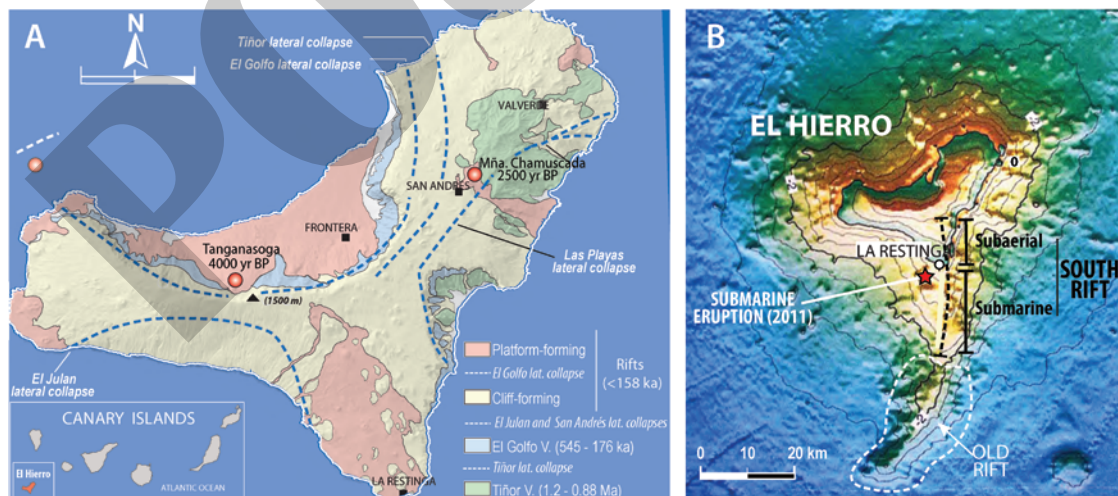 A
N
Tiñor lateral collapse
El Golfo lateral collapse
VALVERDE
Mña. Chamuscada
2500 yr BP
SAN ANDRÉS
FRONTERA
Tanganasoga
4000 yr BP
Las Playas
lateral collapse
(1500 m)
El Julan
lateral collapse
Platform-forming
El Golfo lat. collapse
Rifts
(<158 ka)
Cliff-forming
El Julan and San Andrés lat. collapses
El Golfo V. (545 - 176 ka)
Tiñor lat. collapse
Tiñor V. (1.2 - 0.88 Ma)
CANARY ISLANDS
El Hierro
ATLANTIC OCEAN
LA RESTINGA
B
EL HIERRO
0
LA RESTINGA
Subaerial
SOUTH
RIFT
SUBMARINE
ERUPTION (2011)
Submarine
OLD
RIFT
0 10 20 km